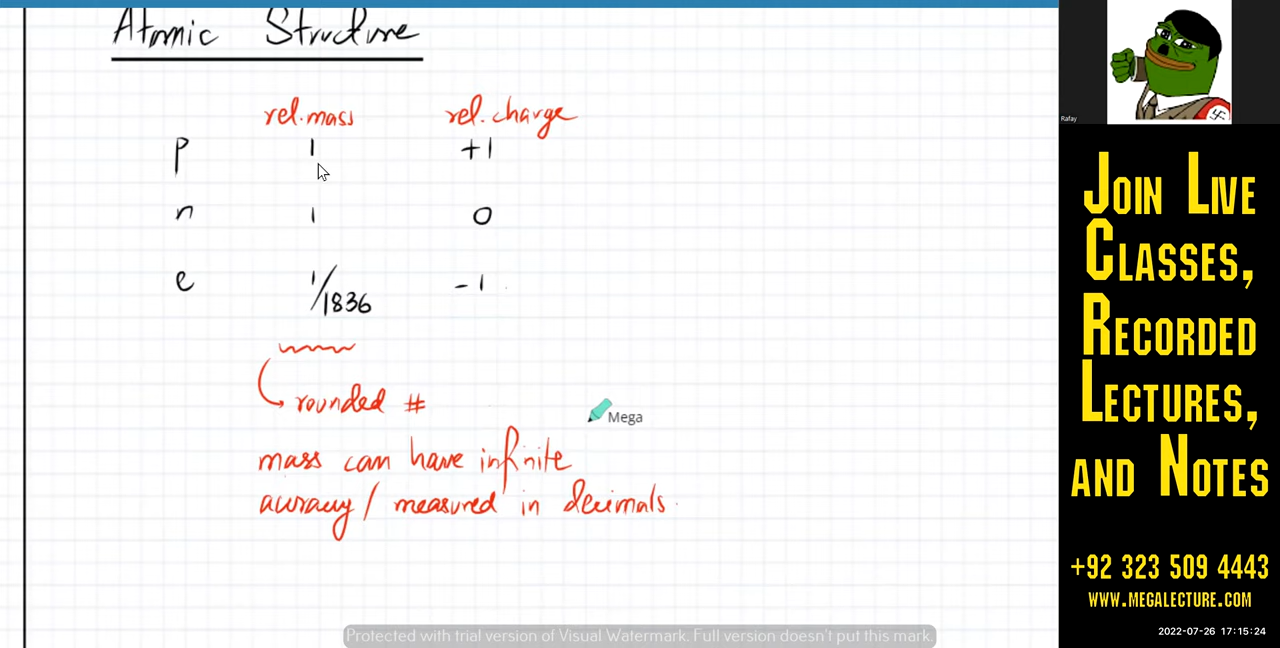 Atomic Structure
rel.mass rel.charge
p 1 +1
n 1 0
e 1/1836 -1
rounded #
Mega
mass can have infinite
accuracy / measured in decimals.
Protected with trial version of Visual Watermark. Full version doesn't put this mark.
Rafay
JOIN LIVE
CLASSES,
RECORDED
LECTURES,
AND NOTES
+92 323 509 4443
WWW.MEGALECTURE.COM
2022-07-26 17:15:24